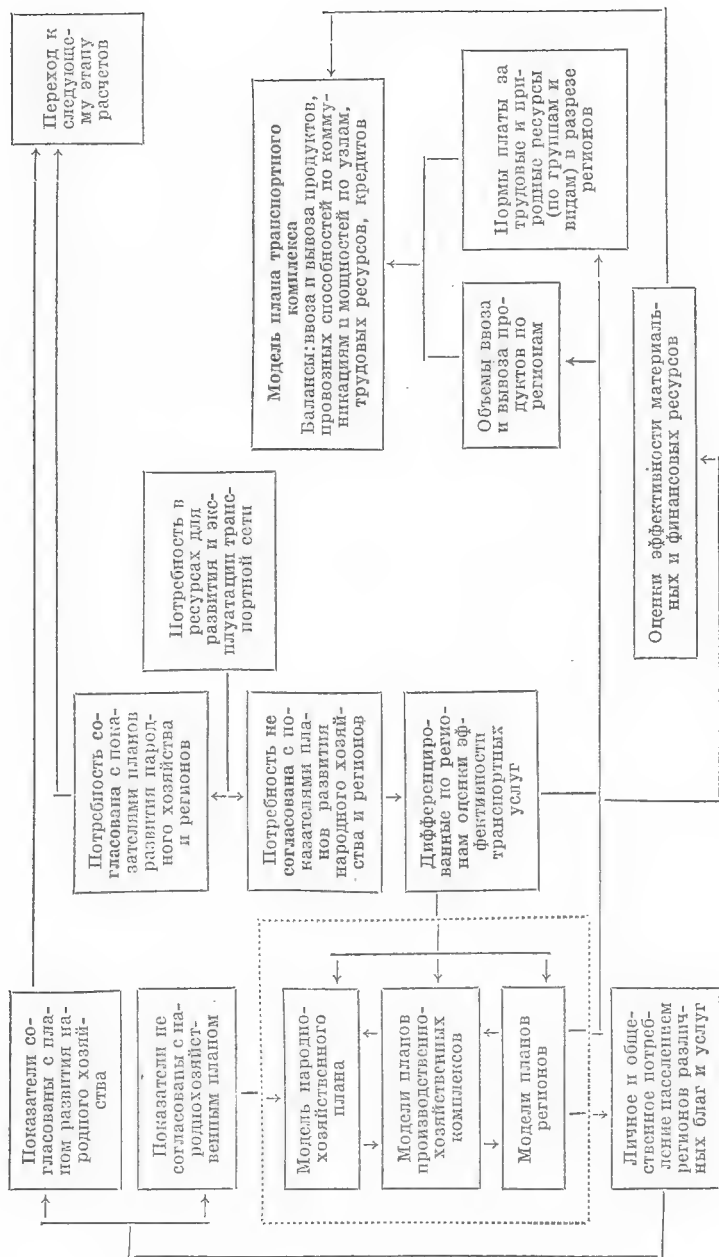 Показатели со-
гласованы с пла-
ном развития на-
родного хозяй-
ства
Показатели не
согласованы с на-
роднохозяйст-
венным планом
Модель народно-
хозяйственного
плана
Модели планов
производственно-
хозяйственных
комплексов
Модели планов
регионов
Личное и обще-
ственное потреб-
ление населением
регионов различ-
ных благ и услуг
Потребность со-
гласована с пока-
зателями планов
развития народ-
ного хозяйства
и регионов
Потребность не
согласована с по-
казателями пла-
нов развития
народного хозяй-
ства и регионов
Дифференциро-
ванные по регио-
нам оценки эф-
фективности
транспортных
услуг
Потребность в
ресурсах для
развития и экс-
плуатации транс-
портной сети
Переход к
следующе-
му этапу
расчетов
Модель плана транспортного
комплекса
Балансы:ввоза и вывоза продуктов,
провозных способностей по комму-
никациям и мощностей по узлам,
трудовых ресурсов, кредитов
Объемы ввоза
и вывоза про-
дуктов по
регионам
Нормы платы за
трудовые и при-
родные ресурсы
(по группам и
видам) в разрезе
регионов
Оценки эффективности материаль-
ных и финансовых ресурсов